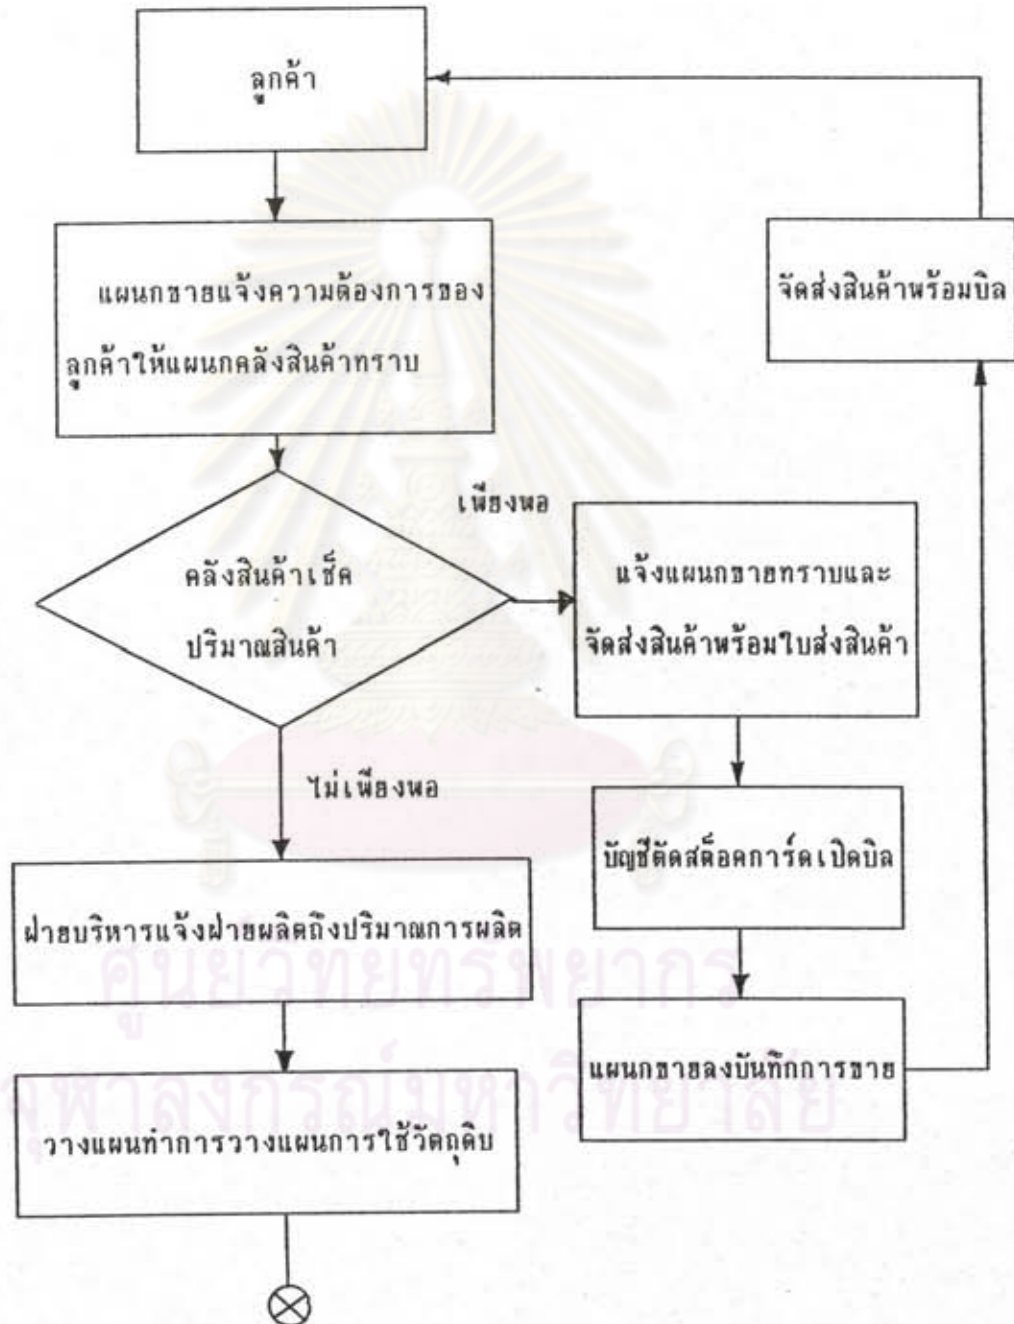 ลูกค้า
แผนกขายแจ้งความต้องการของ
ลูกค้าให้แผนกคลังสินค้าทราบ
จัดส่งสินค้าพร้อมบิล
คลังสินค้าเช็ค
ปริมาณสินค้า
เพียงพอ
แจ้งแผนกขายทราบและ
จัดส่งสินค้าพร้อมใบส่งสินค้า
ไม่เพียงพอ
บัญชีตัดสต็อคการ์ดเปิดบิล
ฝ่ายบริหารแจ้งฝ่ายผลิตถึงปริมาณการผลิต
แผนกขายลงบันทึกการขาย
วางแผนทำการวางแผนการใช้วัตถุดิบ
ศูนย์วิทยทรัพยากร
จุฬาลงกรณ์มหาวิทยาลัย